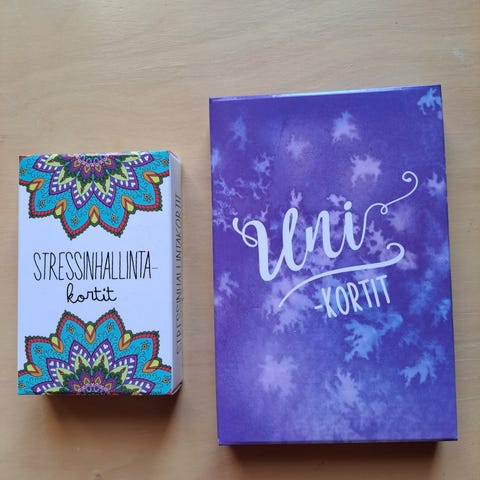 STRESSINHALLINTA-
kortit
STRESSINHALLINTAKORTIT
Uni
-KORTIT